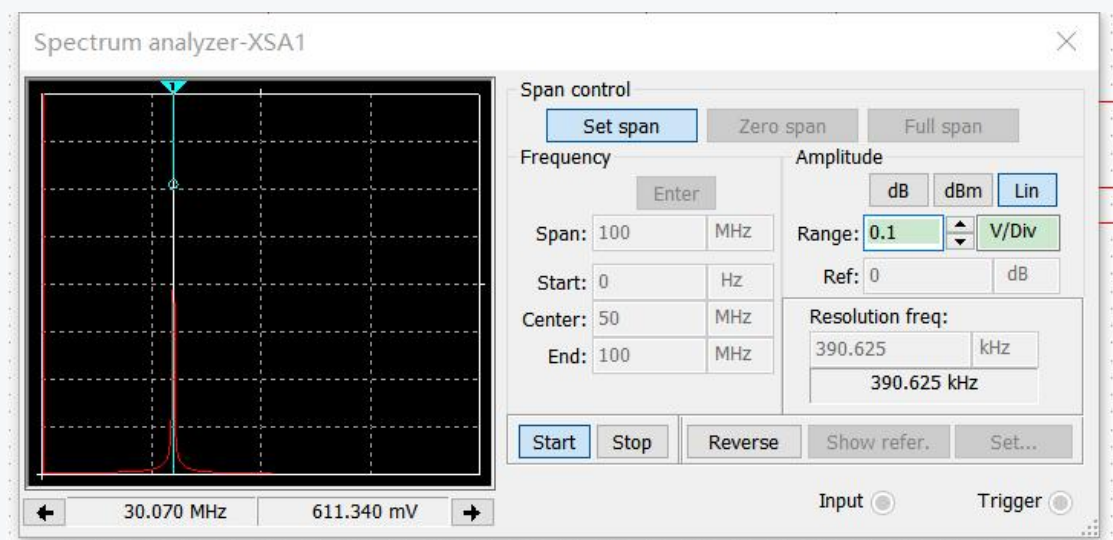 Spectrum analyzer-XSA1
1
Span control
Set span Zero span Full span
Frequency
Enter
Span: 100 MHz
Start: 0 Hz
Center: 50 MHz
End: 100 MHz
Amplitude
dB dBm Lin
Range: 0.1 V/Div
Ref: 0 dB
Resolution freq:
390.625 kHz
390.625 kHz
Start Stop Reverse Show refer. Set...
30.070 MHz 611.340 mV
Input Trigger